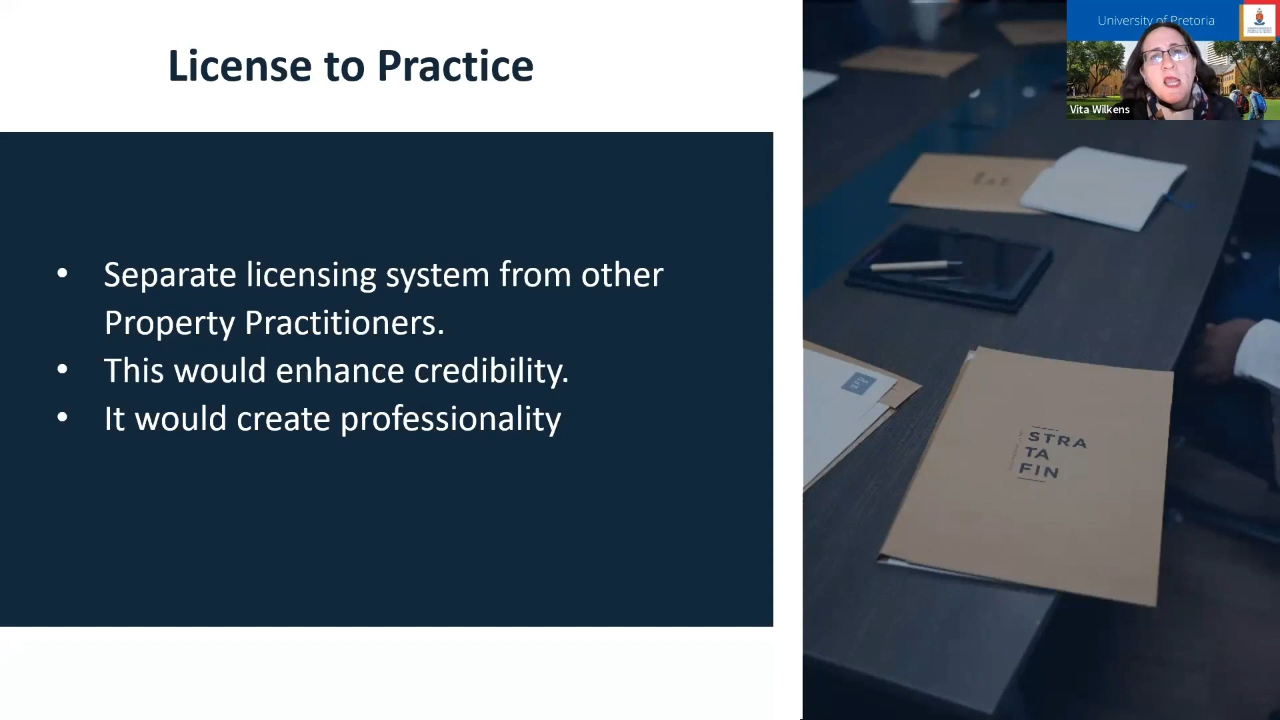 License to Practice
University of Pretoria
Vita Wilkens
• Separate licensing system from other
Property Practitioners.
• This would enhance credibility.
• It would create professionality
STRA
TA
FIN